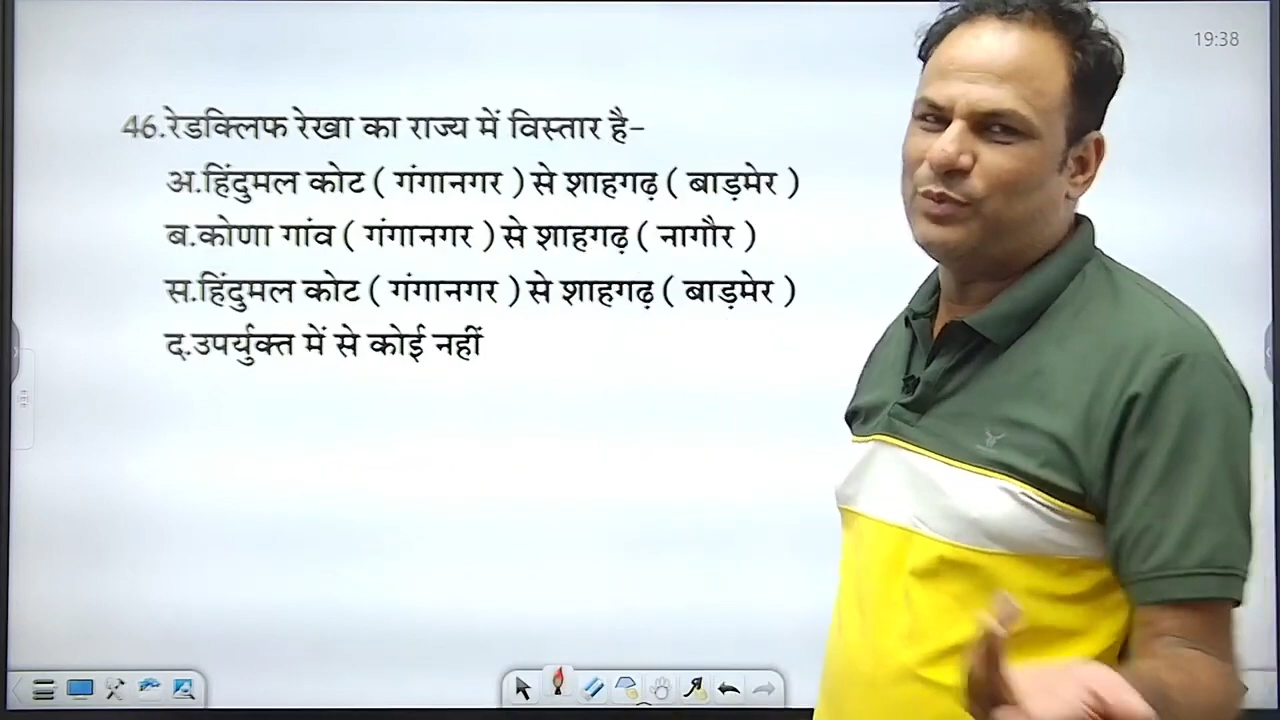 19:38
46.रेडक्लिफ रेखा का राज्य में विस्तार है-
अ.हिंदुमल कोट ( गंगानगर ) से शाहगढ़ ( बाड़मेर )
ब.कोणा गांव ( गंगानगर ) से शाहगढ़ ( नागौर )
स.हिंदुमल कोट ( गंगानगर ) से शाहगढ़ ( बाड़मेर )
द.उपर्युक्त में से कोई नहीं